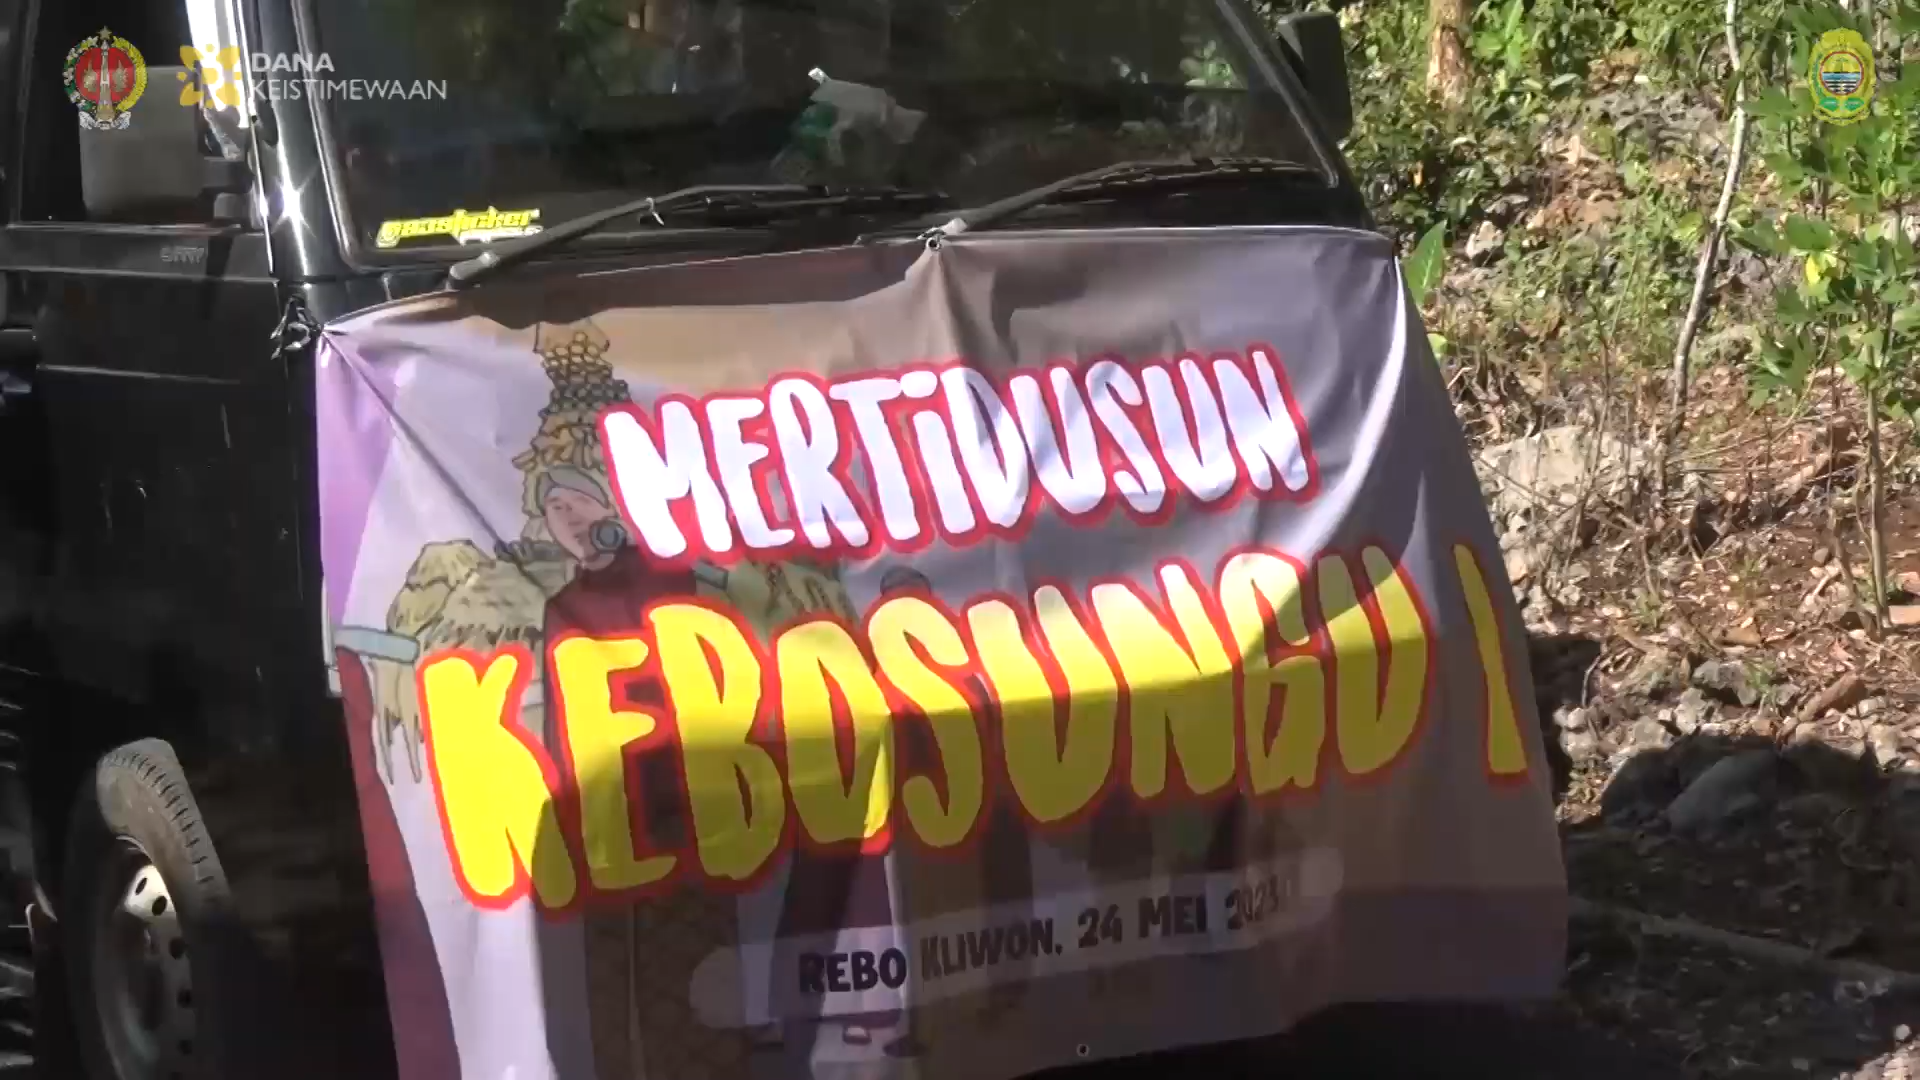 DANA
KEISTIMEWAAN
MERTIDUSUN
KEBOSUNGU I
REBO KLIWON, 24 MEI 2023